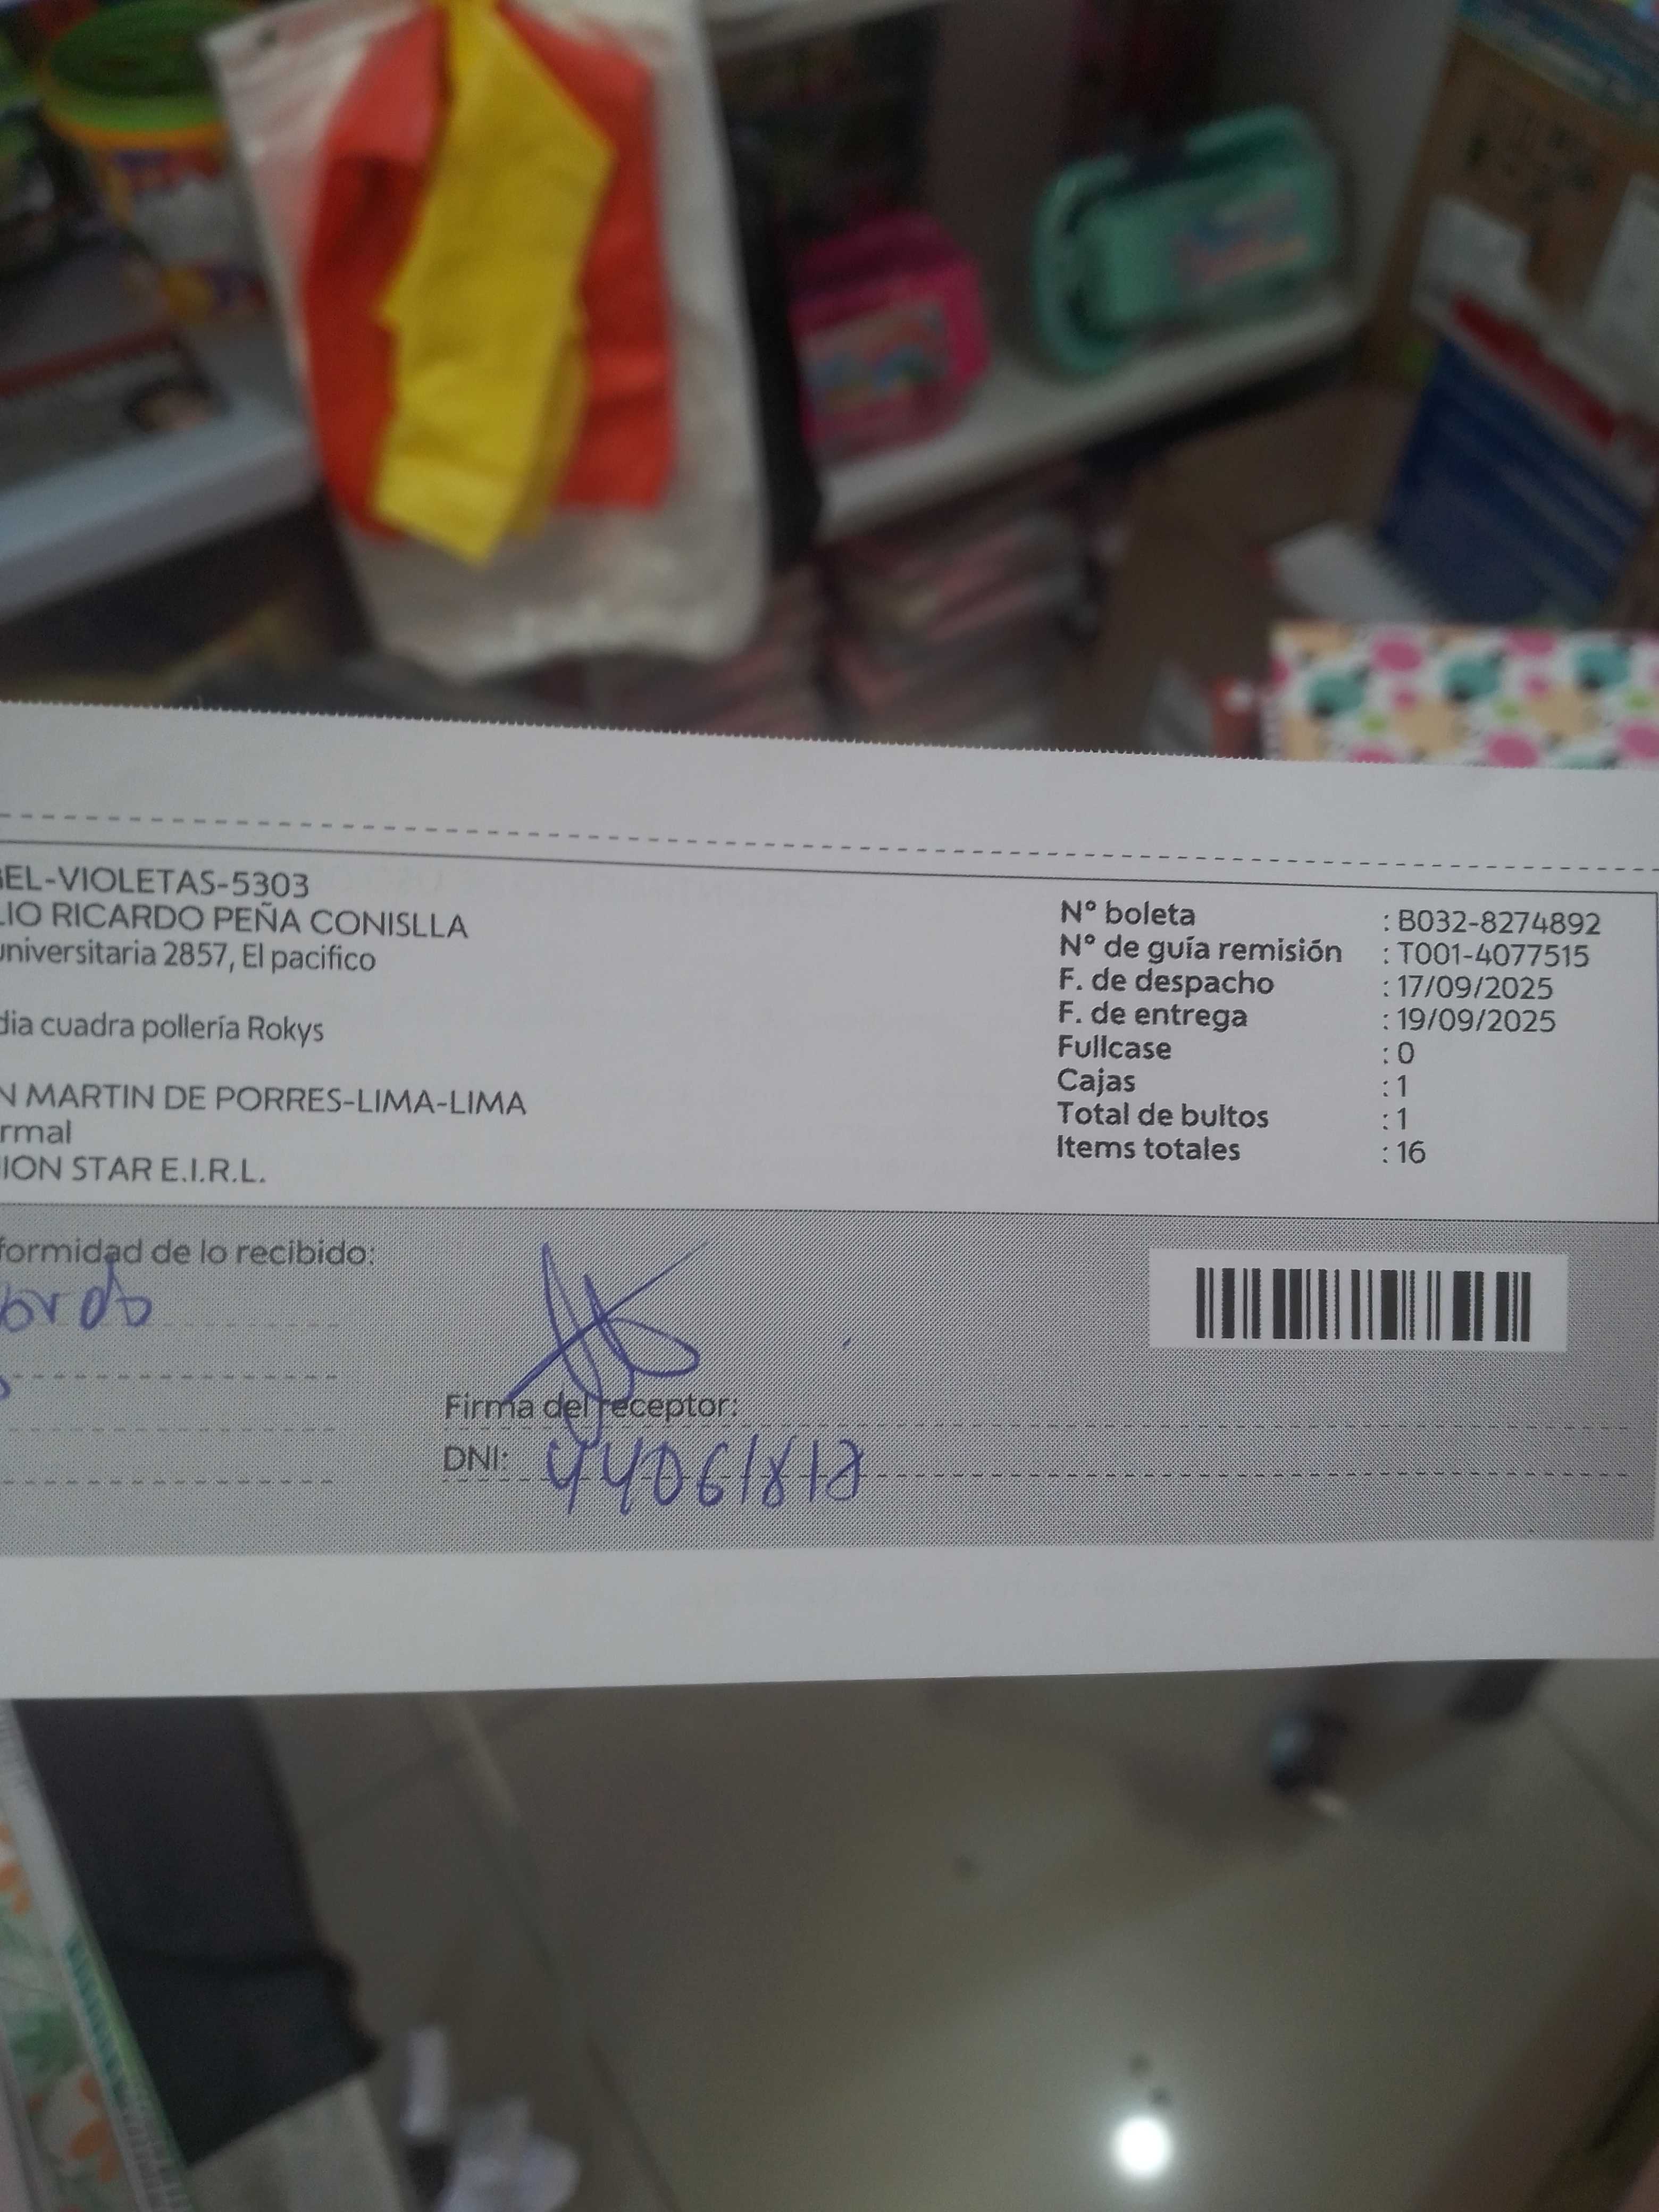 EL-VIOLETAS-5303
LIO RICARDO PEÑA CONISLLA
universitaria 2857, El pacifico
dia cuadra pollería Rokys
N MARTIN DE PORRES-LIMA-LIMA
rmal
ION STAR E.I.R.L.
N° boleta : B032-8274892
N° de guía remisión : T001-4077515
F. de despacho : 17/09/2025
F. de entrega : 19/09/2025
Fullcase : 0
Cajas : 1
Total de bultos : 1
Items totales : 16
formidad de lo recibido:
Firma del receptor:
DNI: 44061818